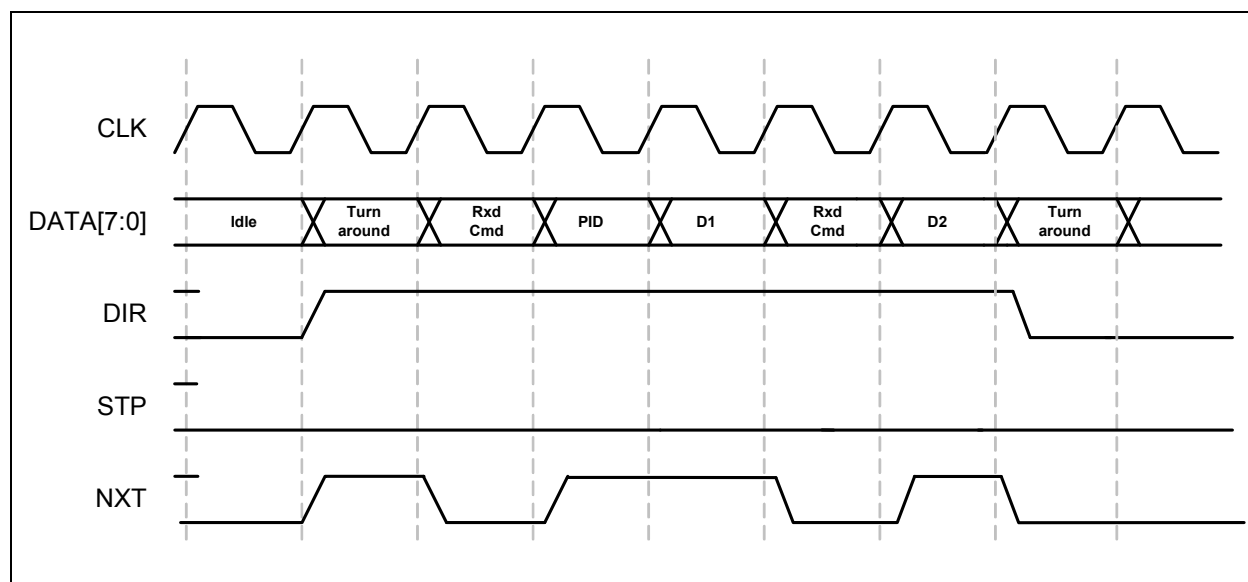 CLK
DATA[7:0]
Idle
Turn
around
Rxd
Cmd
PID
D1
Rxd
Cmd
D2
Turn
around
DIR
STP
NXT